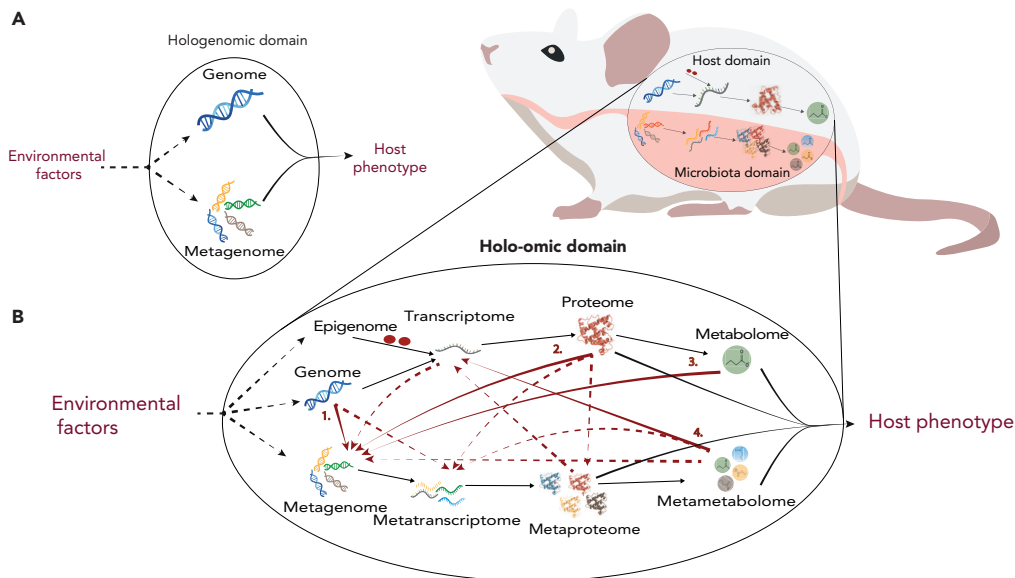 A
Hologenomic domain
Genome
Environmental
factors
Host
phenotype
Metagenome
Host domain
Microbiota domain
Holo-omic domain
B
Epigenome
Transcriptome
Proteome
Metabolome
Genome
1.
2.
3.
4.
Environmental
factors
Host phenotype
Metagenome
Metatranscriptome
Metaproteome
Metametabolome